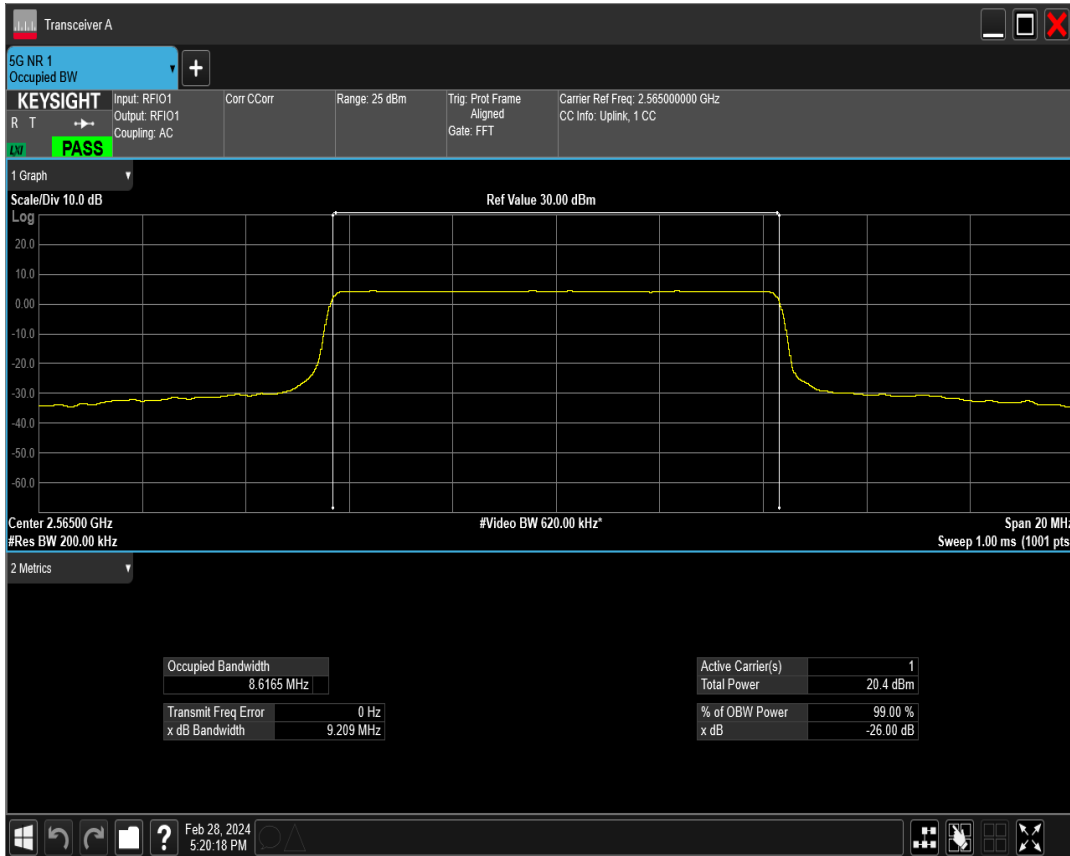 Transceiver A
5G NR 1
Occupied BW
+
KEYSIGHT
R T
LXI
PASS
Input: RFIO1
Output: RFIO1
Coupling: AC
Corr CCorr
Range: 25 dBm
Trig: Prot Frame
Aligned
Gate: FFT
Carrier Ref Freq: 2.565000000 GHz
CC Info: Uplink, 1 CC
1 Graph
Scale/Div 10.0 dB
Ref Value 30.00 dBm
Log
20.0
10.0
0.00
-10.0
-20.0
-30.0
-40.0
-50.0
-60.0
Center 2.56500 GHz
#Video BW 620.00 kHz*
Span 20 MHz
#Res BW 200.00 kHz
Sweep 1.00 ms (1001 pts
2 Metrics
Occupied Bandwidth
8.6165 MHz
Transmit Freq Error 0 Hz
x dB Bandwidth 9.209 MHz
Active Carrier(s) 1
Total Power 20.4 dBm
% of OBW Power 99.00 %
x dB -26.00 dB
?
Feb 28, 2024
5:20:18 PM